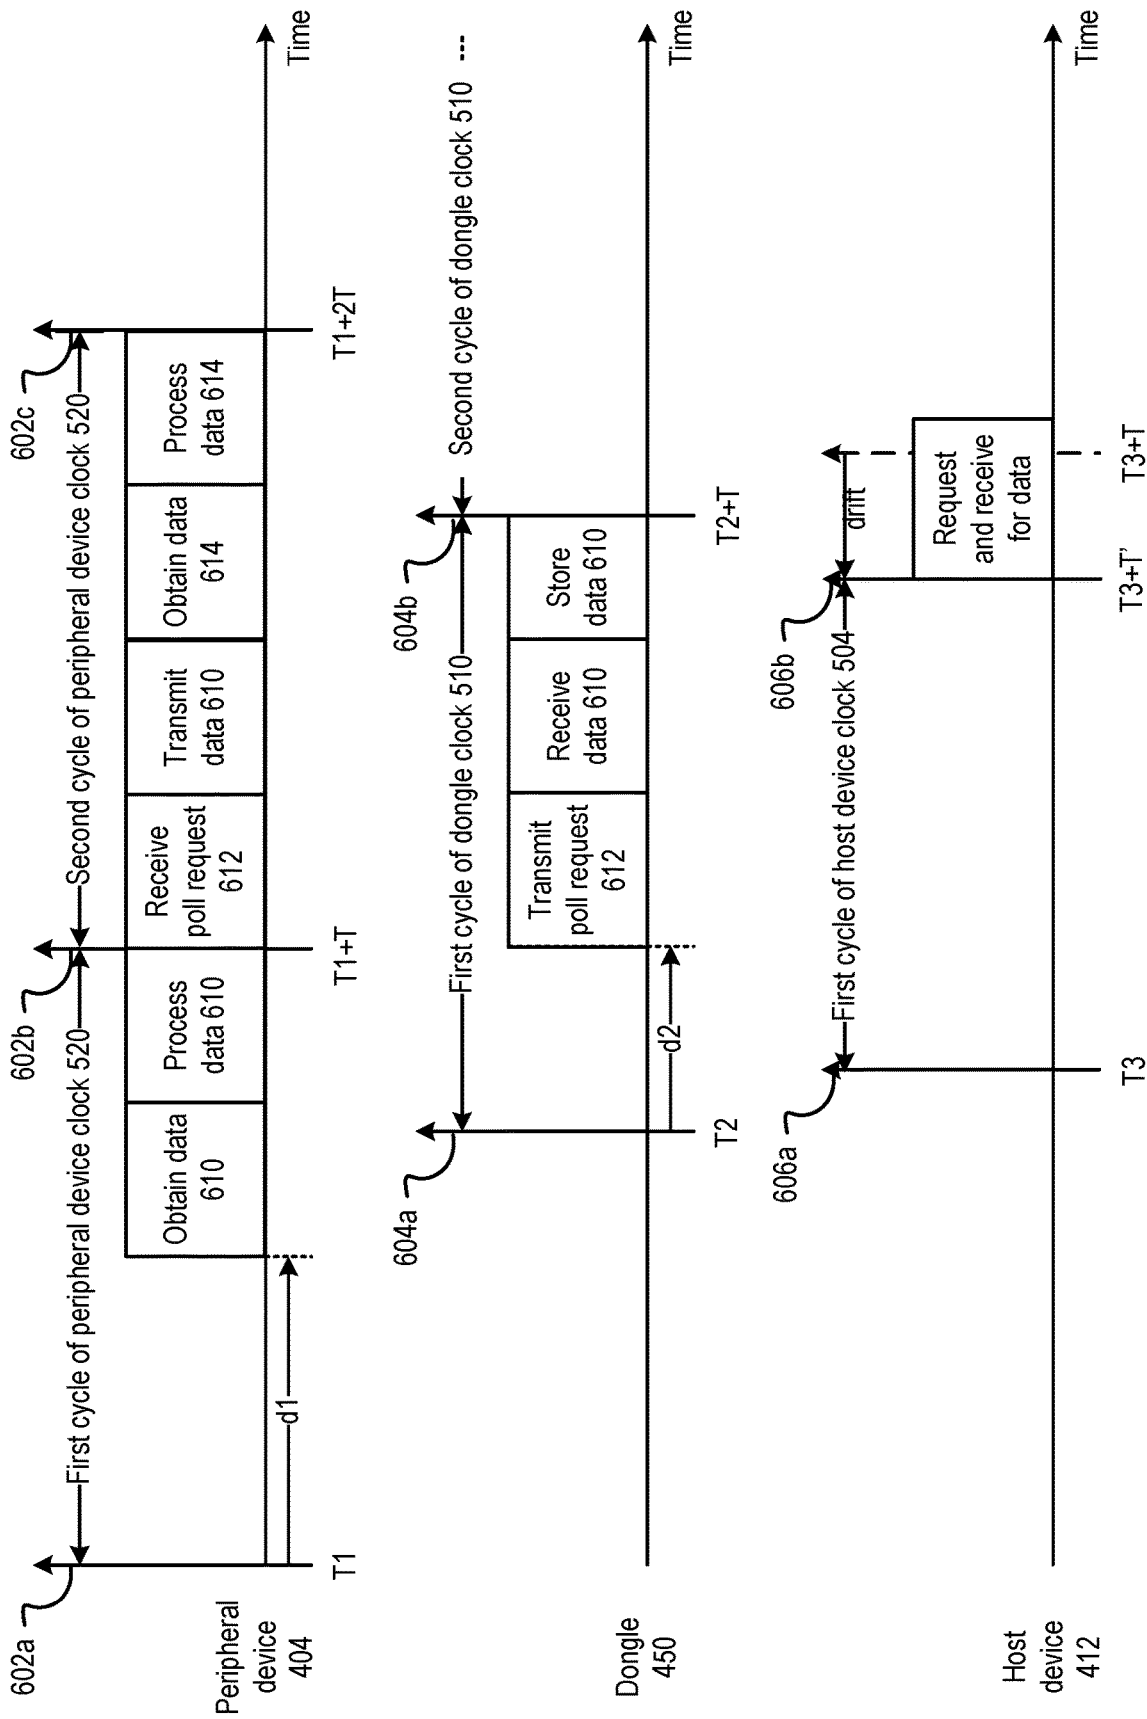 602a
602b
602c
First cycle of peripheral device clock 520
Second cycle of peripheral device clock 520
Peripheral
device
404
Obtain data
610
Process
data 610
Receive
poll request
612
Transmit
data 610
Obtain data
614
Process
data 614
d1
Time
T1
T1+T
T1+2T
604a
604b
First cycle of dongle clock 510
Second cycle of dongle clock 510 ---
Dongle
450
Transmit
poll request
612
Receive
data 610
Store
data 610
d2
Time
T2
T2+T
606a
606b
First cycle of host device clock 504
drift
Host
device
412
Request
and receive
for data
Time
T3
T3+T'
T3+T